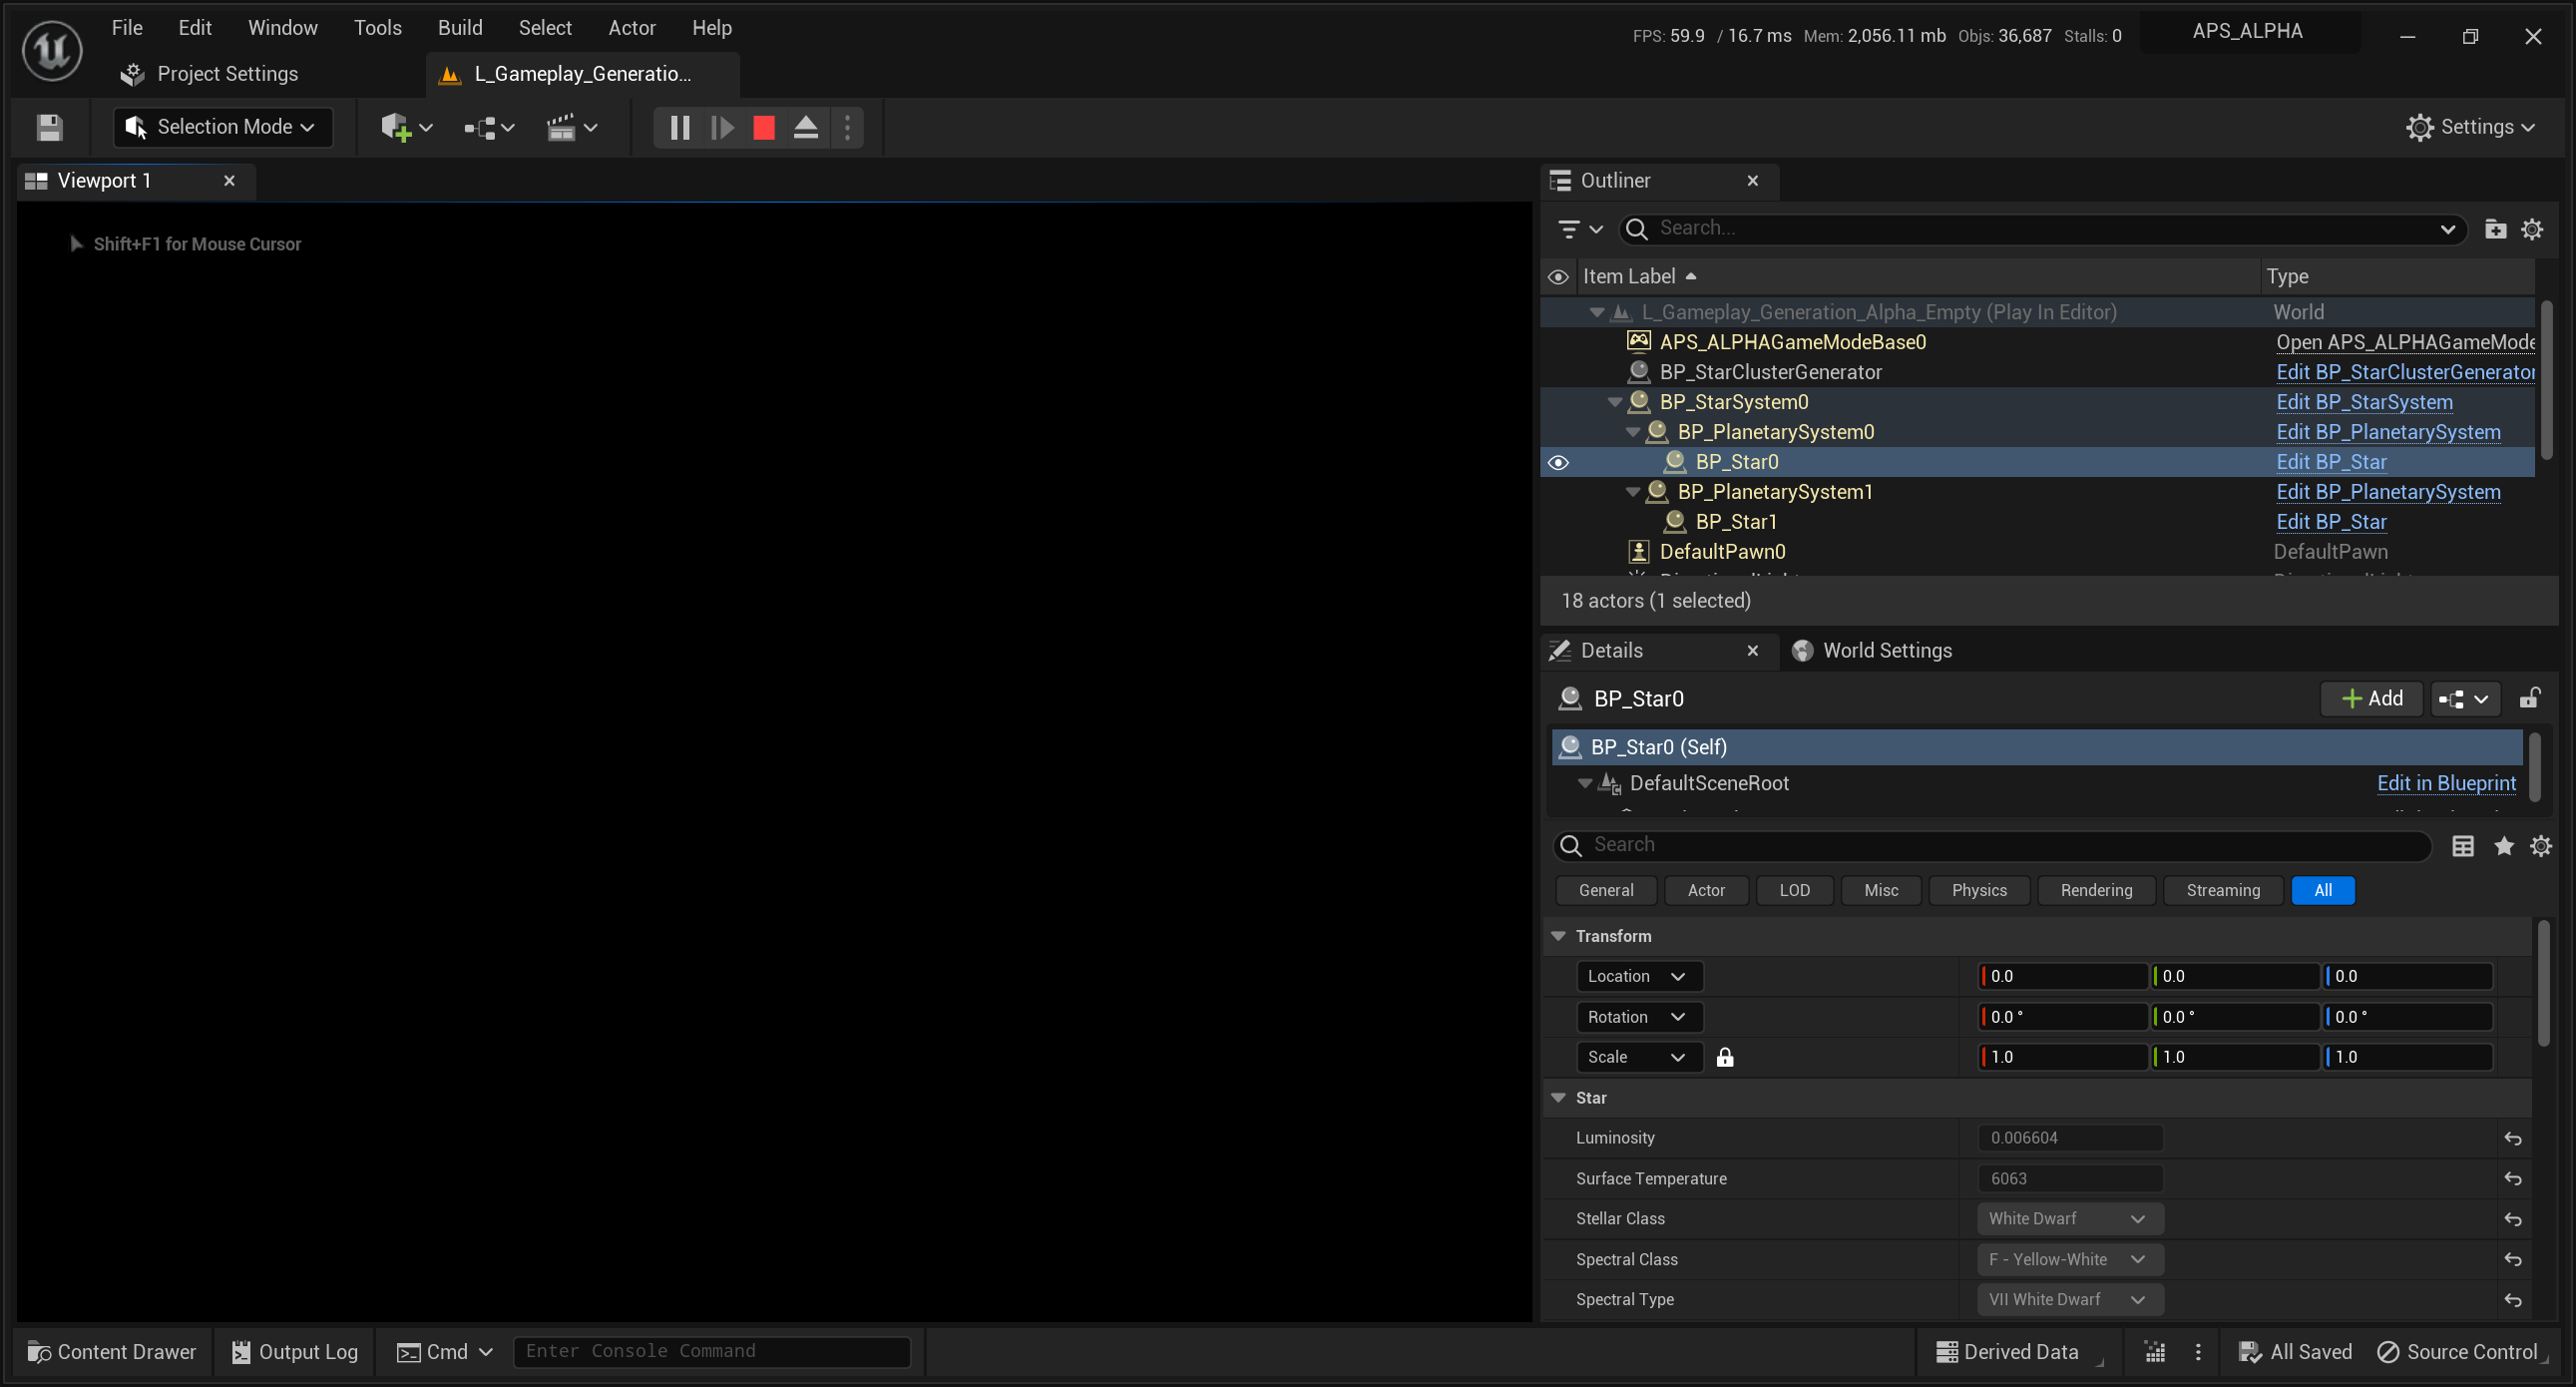 File Edit Window Tools Build Select Actor Help
FPS: 59.9 / 16.7 ms Mem: 2,056.11 mb Objs: 36,687 Stalls: 0
APS_ALPHA
Project Settings
L_Gameplay_Generatio...
Selection Mode
Settings
Viewport 1
Shift+F1 for Mouse Cursor
Outliner
Search...
Item Label Type
L_Gameplay_Generation_Alpha_Empty (Play In Editor) World
APS_ALPHAGameModeBase0 Open APS_ALPHAGameMode
BP_StarClusterGenerator Edit BP_StarClusterGenerator
BP_StarSystem0 Edit BP_StarSystem
BP_PlanetarySystem0 Edit BP_PlanetarySystem
BP_Star0 Edit BP_Star
BP_PlanetarySystem1 Edit BP_PlanetarySystem
BP_Star1 Edit BP_Star
DefaultPawn0 DefaultPawn
18 actors (1 selected)
Details
World Settings
BP_Star0
Add
BP_Star0 (Self)
DefaultSceneRoot Edit in Blueprint
Search
General Actor LOD Misc Physics Rendering Streaming All
Transform
Location 0.0 0.0 0.0
Rotation 0.0 ° 0.0 ° 0.0 °
Scale 1.0 1.0 1.0
Star
Luminosity 0.006604
Surface Temperature 6063
Stellar Class White Dwarf
Spectral Class F - Yellow-White
Spectral Type VII White Dwarf
Content Drawer Output Log Cmd Enter Console Command
Derived Data All Saved Source Control